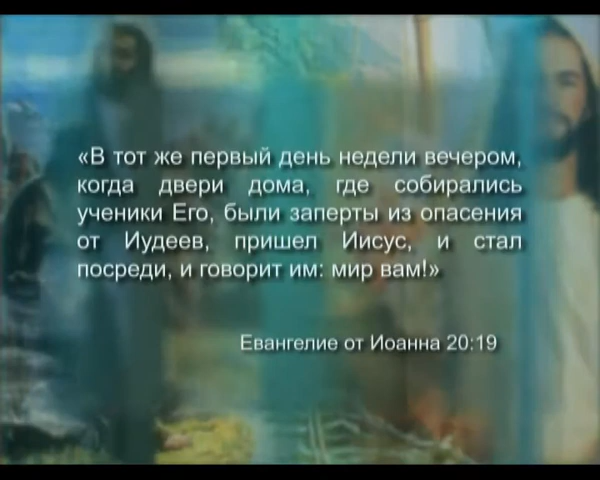 «В тот же первый день недели вечером,
когда двери дома, где собирались
ученики Его, были заперты из опасения
от Иудеев, пришел Иисус, и стал
посреди, и говорит им: мир вам!»
Евангелие от Иоанна 20:19